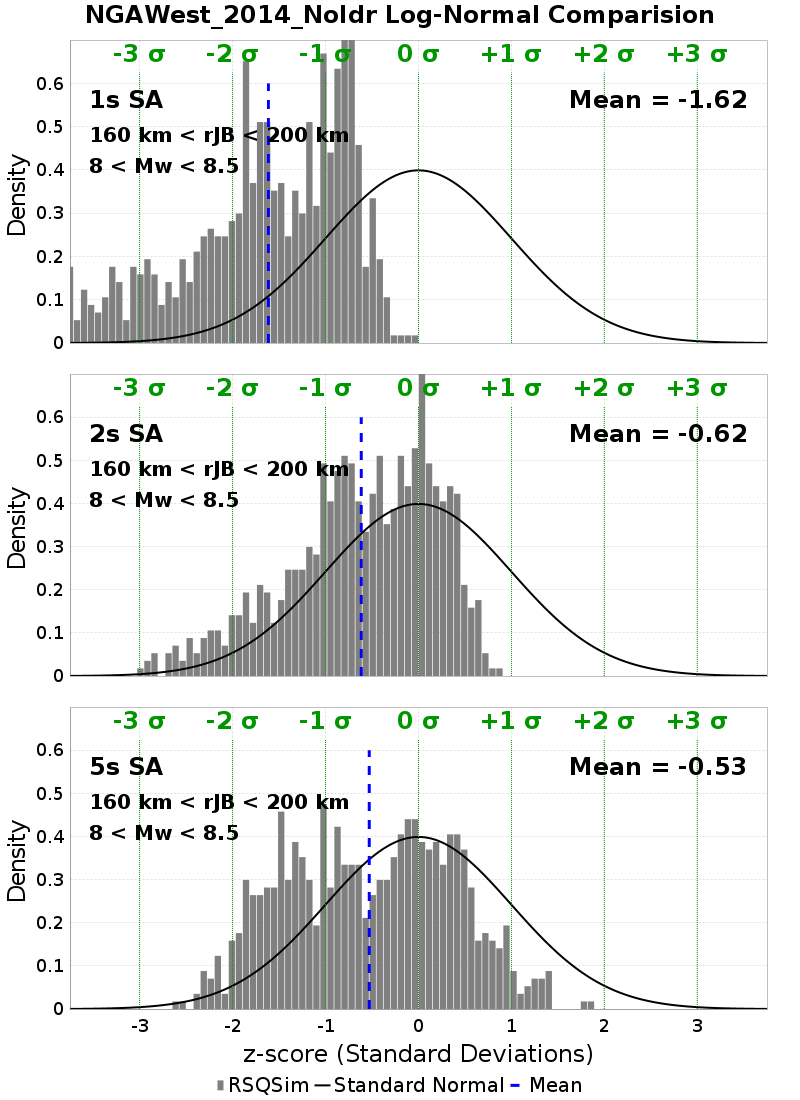 NGAWest_2014_NoIdr Log-Normal Comparision
-3 σ -2 σ -1 σ 0 σ +1 σ +2 σ +3 σ
0.6
1s SA Mean = -1.62
0.5
160 km < rJB < 200 km
8 < Mw < 8.5
0.4
0.3
0.2
0.1
0
Density
-3 σ -2 σ -1 σ 0 σ +1 σ +2 σ +3 σ
0.6
2s SA Mean = -0.62
0.5
160 km < rJB < 200 km
8 < Mw < 8.5
0.4
0.3
0.2
0.1
0
Density
-3 σ -2 σ -1 σ 0 σ +1 σ +2 σ +3 σ
0.6
5s SA Mean = -0.53
0.5
160 km < rJB < 200 km
8 < Mw < 8.5
0.4
0.3
0.2
0.1
0
Density
-3 -2 -1 0 1 2 3
z-score (Standard Deviations)
RSQSim Standard Normal Mean